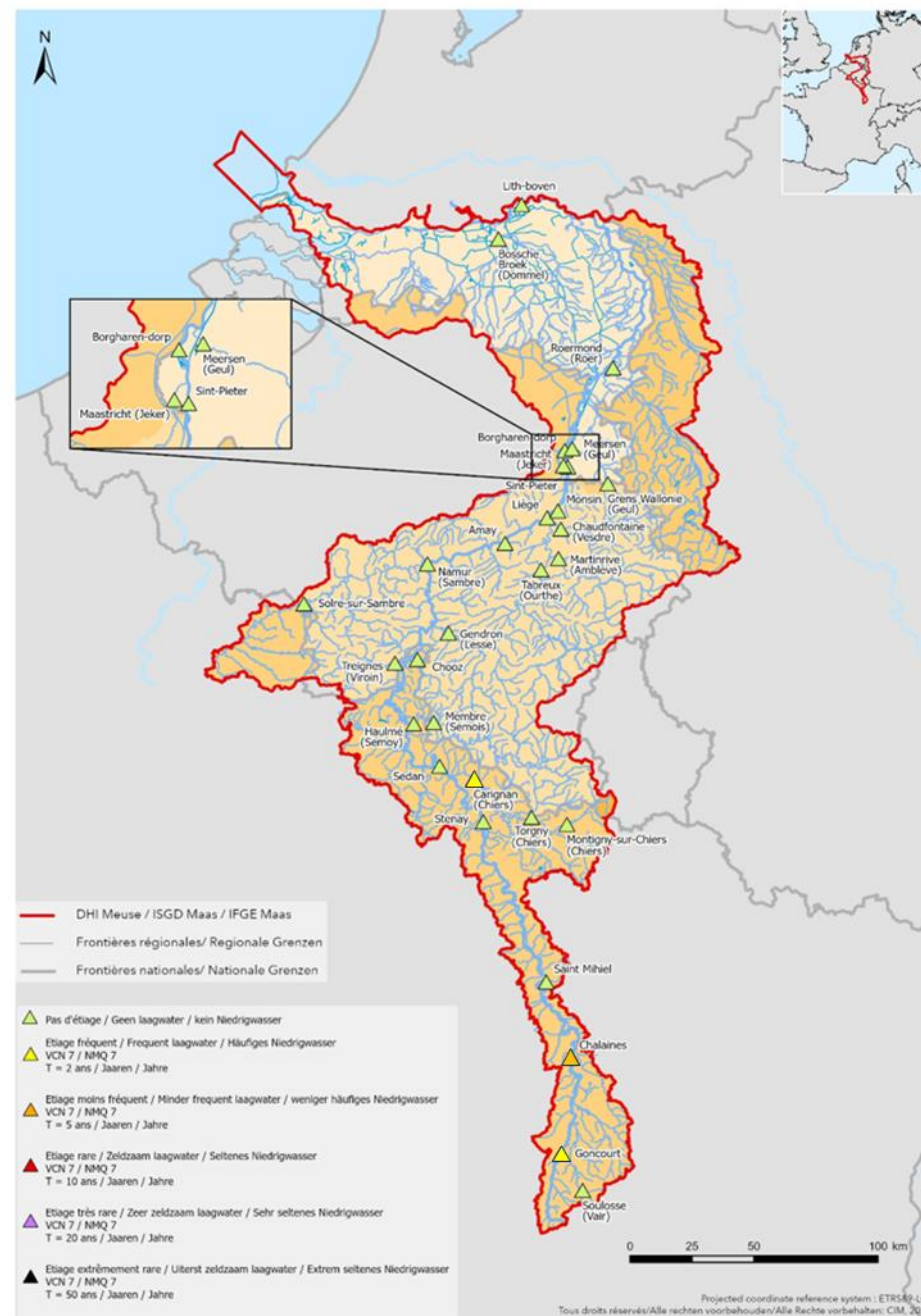 N
Lith-boven
Bossche
Broek
(Dommel)
Borgharen-dorp
Meersen
(Geul)
Sint-Pieter
Maastricht (Jeker)
Roermond
(Roer)
Borgharen-dorp
Maastricht
(Jeker)
Meersen
(Geul)
Sint-Pieter
Grens Wallonie
(Geul)
Monsin
Liège
Chaudfontaine
(Vesdre)
Amay
Martinrive
(Amblève)
Namur
(Sambre)
Tabreux
(Ourthe)
Solre-sur-Sambre
Gendron
(Lesse)
Treignes
(Viroin)
Chooz
Membre
(Semois)
Haulmé
(Semoy)
Sedan
Carignan
(Chiers)
Stenay
Torgny
(Chiers)
Montigny-sur-Chiers
(Chiers)
Saint Mihiel
Chalaines
Goncourt
Soulosse
(Vair)
DHI Meuse / ISGD Maas / IFGE Maas
Frontières régionales/ Regionale Grenzen
Frontières nationales/ Nationale Grenzen
Pas d'étiage / Geen laagwater / kein Niedrigwasser
Etiage fréquent / Frequent laagwater / Häufiges Niedrigwasser
VCN 7 / NMQ 7
T = 2 ans / Jaaren / Jahre
Etiage moins fréquent / Minder frequent laagwater / weniger häufiges Niedrigwasser
VCN 7 / NMQ 7
T = 5 ans / Jaaren / Jahre
Etiage rare / Zeldzaam laagwater / Seltenes Niedrigwasser
VCN 7 / NMQ 7
T = 10 ans / Jaaren / Jahre
Etiage très rare / Zeer zeldzaam laagwater / Sehr seltenes Niedrigwasser
VCN 7 / NMQ 7
T = 20 ans / Jaaren / Jahre
Etiage extrêmement rare / Uiterst zeldzaam laagwater / Extrem seltenes Niedrigwasser
VCN 7 / NMQ 7
T = 50 ans / Jaaren / Jahre
0 20 40 60 80 100 km
Projected coordinate reference system : ETRS89-
Tous droits réservés/Alle rechten voorbehouden/Alle Rechte vorbehalten: CIM, 20